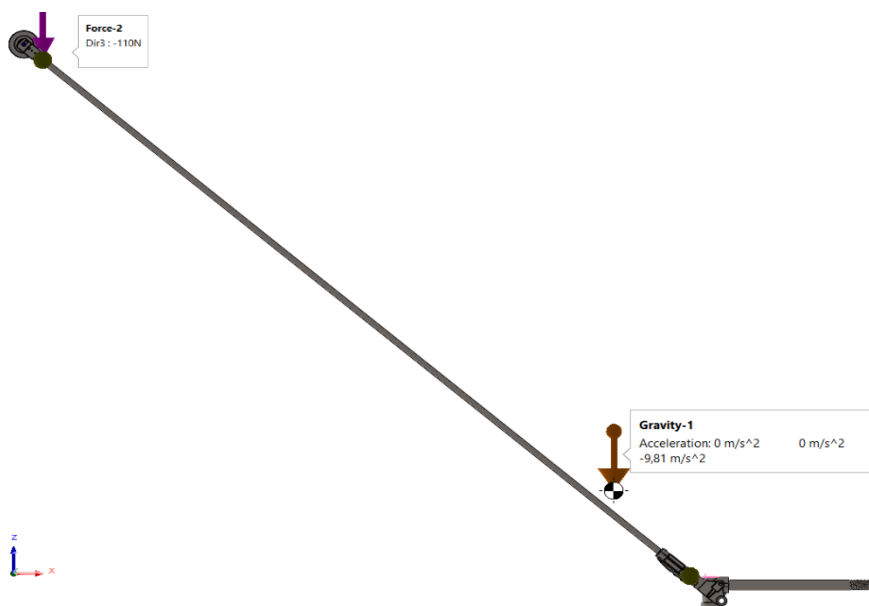 Force-2
Dir3 : -110N
Gravity-1
Acceleration: 0 m/s^2 0 m/s^2
-9,81 m/s^2
z
x